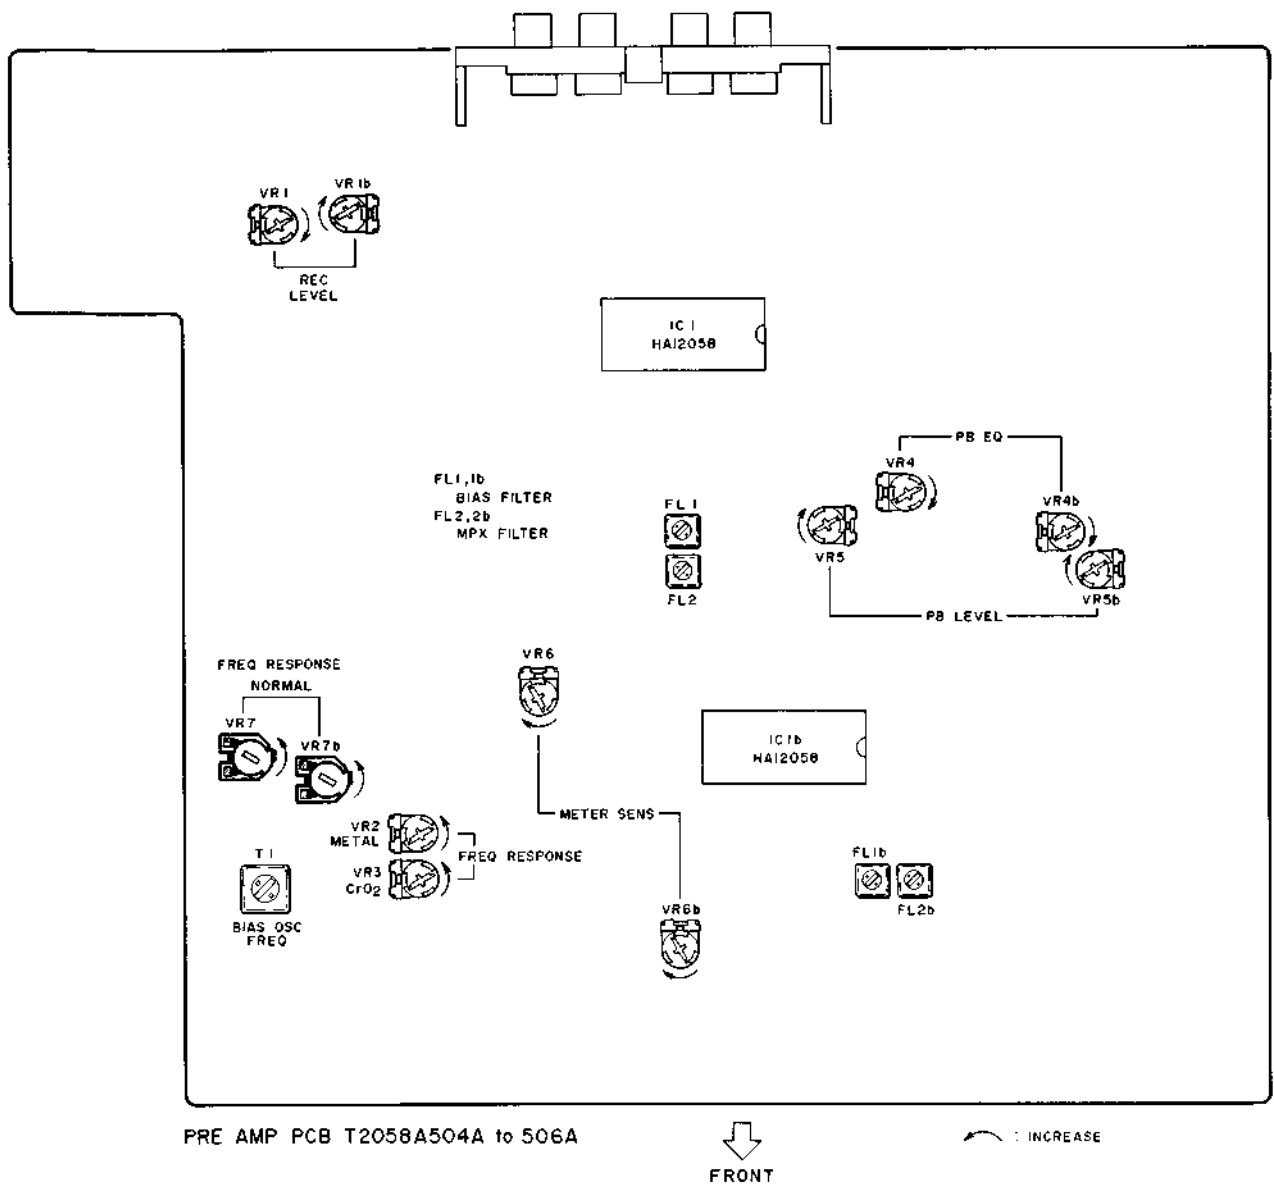 VR1
VR1b
REC
LEVEL
IC1
HA12058
PB EQ
VR4
VR4b
FL1,1b
BIAS FILTER
FL2,2b
MPX FILTER
FL1
FL2
VR5
VR5b
PB LEVEL
FREQ RESPONSE
NORMAL
VR7
VR7b
VR6
IC1b
HA12058
METER SENS
VR2
METAL
VR3
CrO2
FREQ RESPONSE
T1
BIAS OSC
FREQ
VR6b
FL1b
FL2b
PRE AMP PCB T2058A504A to 506A
FRONT
: INCREASE